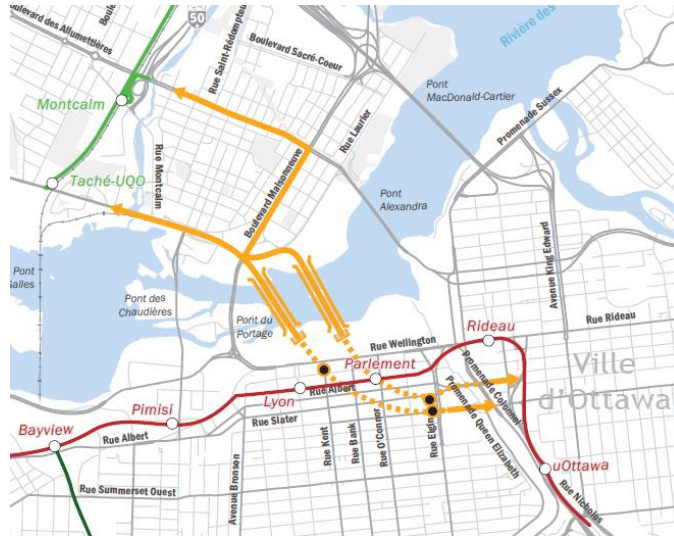 Boulevard des Allumettières
Boule
50
Rue Saint-Rédempteur
Boulevard Sacré-Coeur
Rivière des
Pont
MacDonald-Cartier
Promenade Sussex
Montcalm
Rue Laurier
Rue Montcalm
Taché-UQO
Boulevard Maisonneuve
Pont
Alexandra
Avenue King Edward
Pont
alles
Pont des
Chaudières
Pont du
Portage
Rue Wellington
Rideau
Rue Rideau
Ville
d'Ottawa
Parlement
Promenade Colonel
Lyon
Rue Albert
Pimisi
Rue Slater
Promenade Queen Elizabeth
Bayview
Rue Albert
Rue Kent
Rue Bank
Rue O'Connor
Rue Elgin
uOttawa
Avenue Bronson
Rue Summerset Ouest
Rue Nicholas